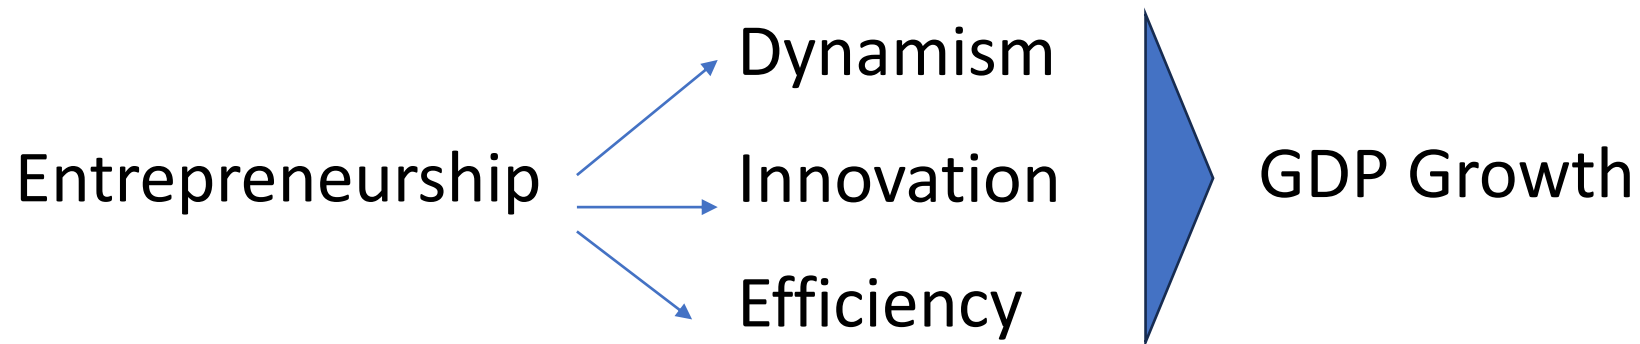 Entrepreneurship
Dynamism
Innovation
Efficiency
GDP Growth